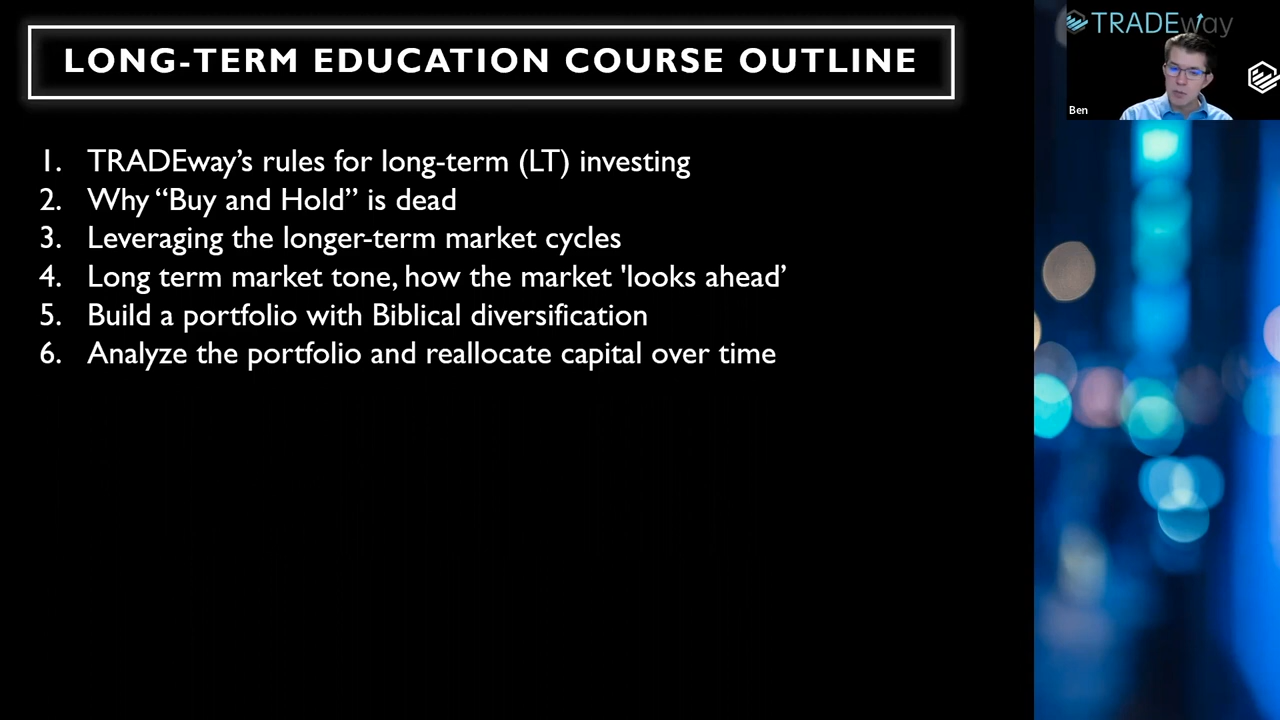 LONG-TERM EDUCATION COURSE OUTLINE
TRADEway
Ben
1. TRADEway’s rules for long-term (LT) investing
2. Why “Buy and Hold” is dead
3. Leveraging the longer-term market cycles
4. Long term market tone, how the market 'looks ahead’
5. Build a portfolio with Biblical diversification
6. Analyze the portfolio and reallocate capital over time